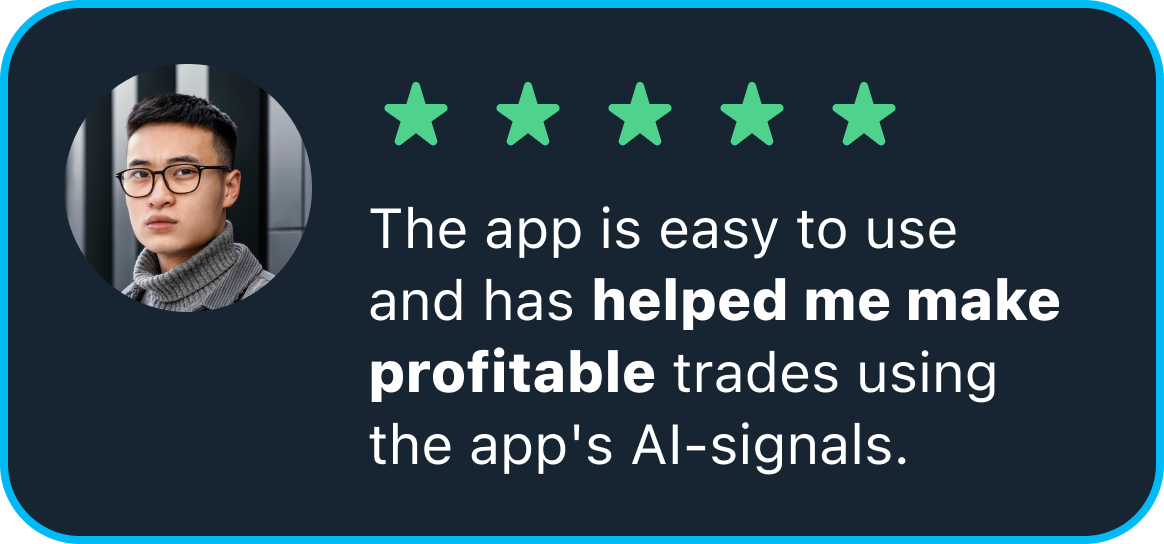 The app is easy to use
and has helped me make
profitable trades using
the app's AI-signals.